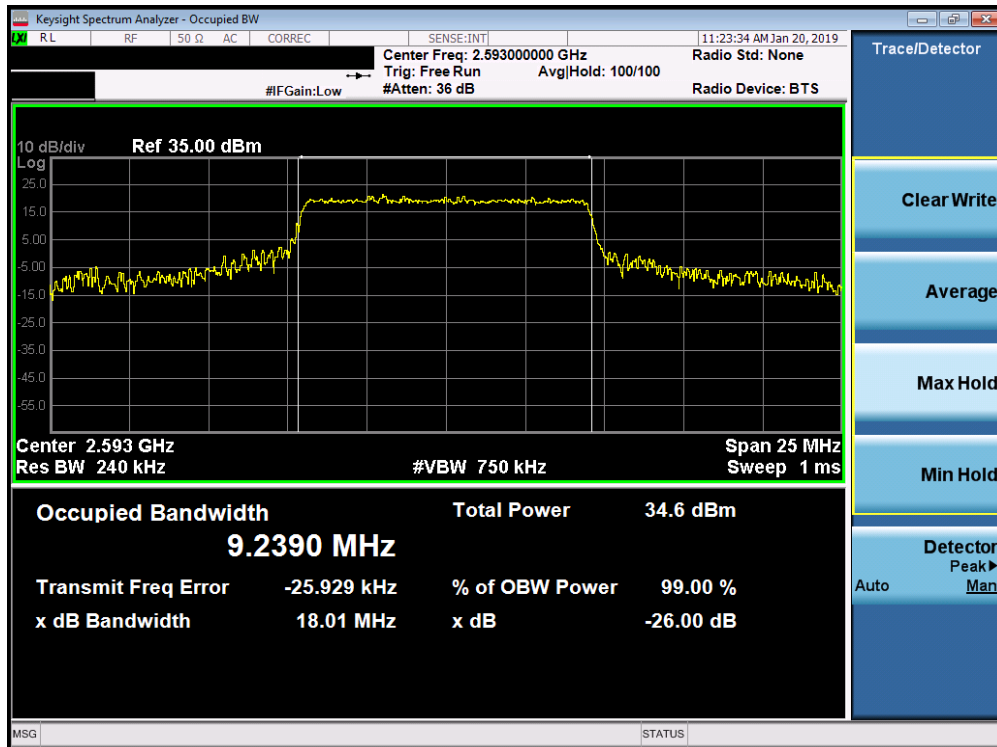 Keysight Spectrum Analyzer - Occupied BW
LXI RL RF 50 Ω AC CORREC SENSE:INT 11:23:34 AM Jan 20, 2019
Center Freq: 2.593000000 GHz Radio Std: None
Trig: Free Run Avg|Hold: 100/100
#IFGain:Low #Atten: 36 dB Radio Device: BTS
10 dB/div Ref 35.00 dBm
Log
25.0
15.0
5.00
-5.00
-15.0
-25.0
-35.0
-45.0
-55.0
Center 2.593 GHz Span 25 MHz
Res BW 240 kHz #VBW 750 kHz Sweep 1 ms
Occupied Bandwidth Total Power 34.6 dBm
9.2390 MHz
Transmit Freq Error -25.929 kHz % of OBW Power 99.00 %
x dB Bandwidth 18.01 MHz x dB -26.00 dB
MSG STATUS
Trace/Detector
Clear Write
Average
Max Hold
Min Hold
Detector
Peak▶
Auto Man